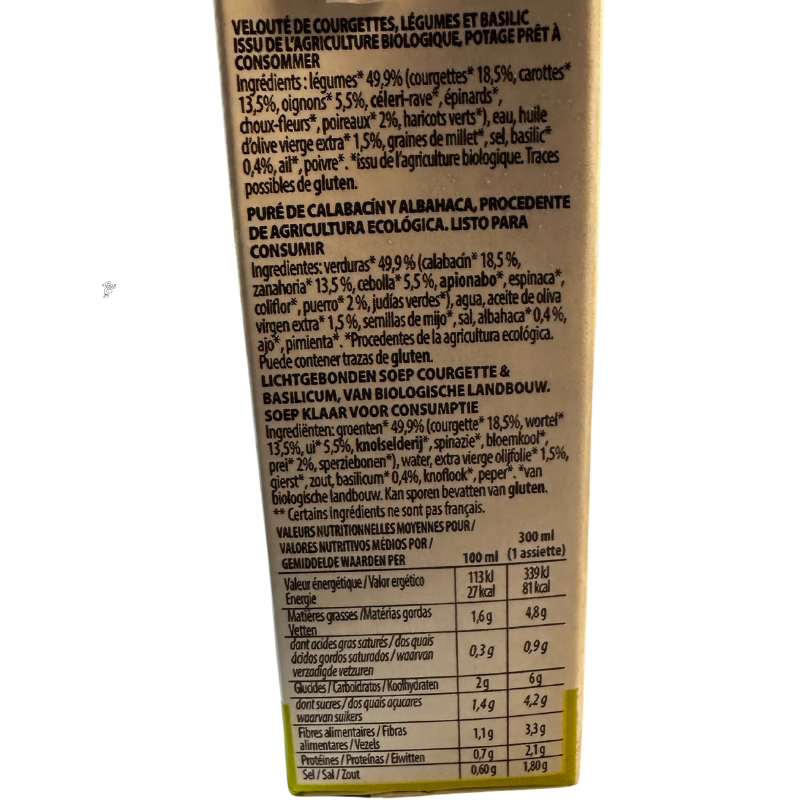 VELOUTÉ DE COURGETTES, LÉGUMES ET BASILIC
ISSU DE L'AGRICULTURE BIOLOGIQUE, POTAGE PRÊT À
CONSOMMER
Ingrédients : légumes* 49,9% (courgettes* 18,5%, carottes*
13,5%, oignons* 5,5%, céleri-rave*, épinards*,
choux-fleurs*, poireaux* 2%, haricots verts*), eau, huile
d'olive vierge extra* 1,5%, graines de millet*, sel, basilic*
0,4%, ail*, poivre*. *issu de l'agriculture biologique. Traces
possibles de gluten.
PURÉ DE CALABACÍN Y ALBAHACA, PROCEDENTE
DE AGRICULTURA ECOLÓGICA. LISTO PARA
CONSUMIR
Ingredientes: verduras* 49,9 % (calabacín* 18,5 %,
zanahoria* 13,5 %, cebolla* 5,5 %, apionabo*, espinaca*,
coliflor*, puerro* 2 %, judías verdes*), agua, aceite de oliva
virgen extra* 1,5 %, semillas de mijo*, sal, albahaca* 0,4 %,
ajo*, pimienta*. *Procedentes de la agricultura ecológica.
Puede contener trazas de gluten.
LICHTGEBONDEN SOEP COURGETTE &
BASILICUM, VAN BIOLOGISCHE LANDBOUW.
SOEP KLAAR VOOR CONSUMPTIE
Ingrediënten: groenten* 49,9% (courgette* 18,5%, wortel*
13,5%, ui* 5,5%, knolselderij*, spinazie*, bloemkool*,
prei* 2%, sperziebonen*), water, extra vierge olijfolie* 1,5%,
gierst*, zout, basilicum* 0,4%, knoflook*, peper*. *van
biologische landbouw. Kan sporen bevatten van gluten.
** Certains ingrédients ne sont pas français.
VALEURS NUTRITIONNELLES MOYENNES POUR /
VALORES NUTRITIVOS MÉDIOS POR /
GEMIDDELDE WAARDEN PER 100 ml 300 ml (1 assiette)
Valeur énergétique / Valor ergético
Energie 113 kJ 27 kcal 339 kJ 81 kcal
Matières grasses / Matérias gordas
Vetten 1,6 g 4,8 g
dont acides gras saturés / dos quais
ácidos gordos saturados / waarvan
verzadigde vetzuren 0,3 g 0,9 g
Glucides / Carboidratos / Koolhydraten 2 g 6 g
dont sucres / dos quais açucares
waarvan suikers 1,4 g 4,2 g
Fibres alimentaires / Fibras
alimentares / Vezels 1,1 g 3,3 g
Protéines / Proteínas / Eiwitten 0,7 g 2,1 g
Sel / Sal / Zout 0,60 g 1,80 g